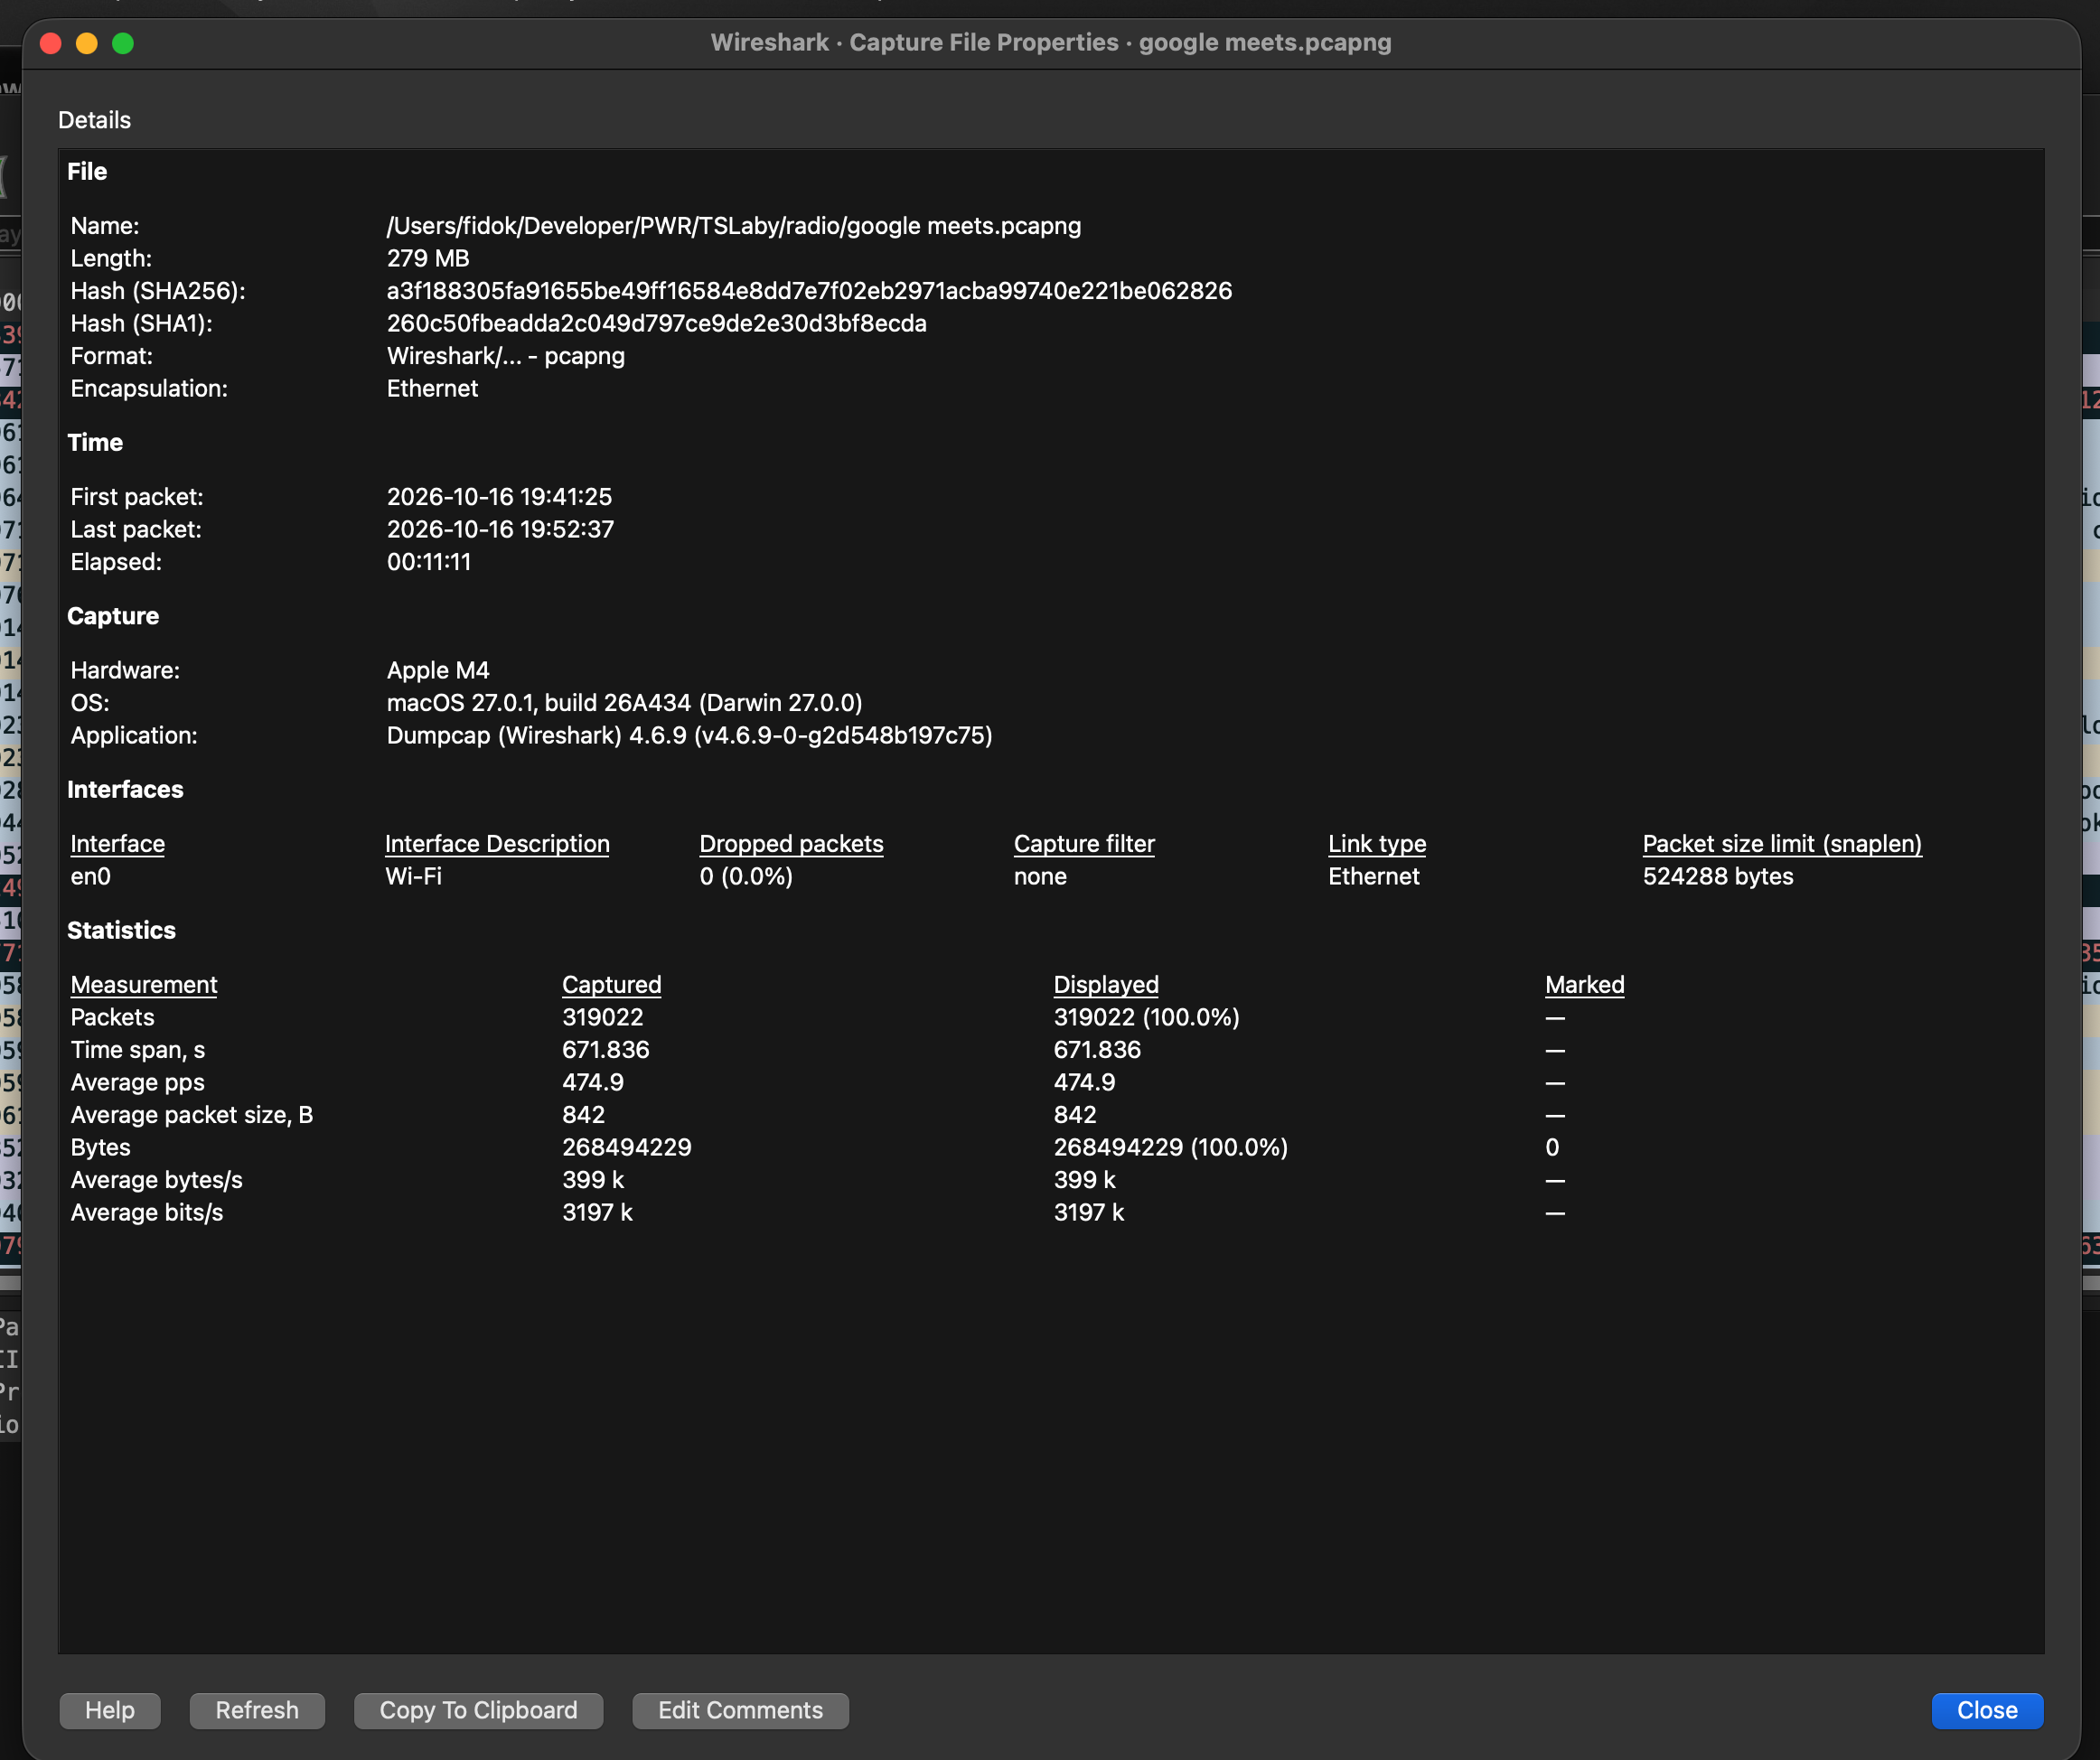 Wireshark · Capture File Properties · google meets.pcapng
Details
File
Name: /Users/fidok/Developer/PWR/TSLaby/radio/google meets.pcapng
Length: 279 MB
Hash (SHA256): a3f188305fa91655be49ff16584e8dd7e7f02eb2971acba99740e221be062826
Hash (SHA1): 260c50fbeadda2c049d797ce9de2e30d3bf8ecda
Format: Wireshark/... - pcapng
Encapsulation: Ethernet
Time
First packet: 2026-10-16 19:41:25
Last packet: 2026-10-16 19:52:37
Elapsed: 00:11:11
Capture
Hardware: Apple M4
OS: macOS 27.0.1, build 26A434 (Darwin 27.0.0)
Application: Dumpcap (Wireshark) 4.6.9 (v4.6.9-0-g2d548b197c75)
Interfaces
Interface Interface Description Dropped packets Capture filter Link type Packet size limit (snaplen)
en0 Wi-Fi 0 (0.0%) none Ethernet 524288 bytes
Statistics
Measurement Captured Displayed Marked
Packets 319022 319022 (100.0%) —
Time span, s 671.836 671.836 —
Average pps 474.9 474.9 —
Average packet size, B 842 842 —
Bytes 268494229 268494229 (100.0%) 0
Average bytes/s 399 k 399 k —
Average bits/s 3197 k 3197 k —
Help Refresh Copy To Clipboard Edit Comments Close